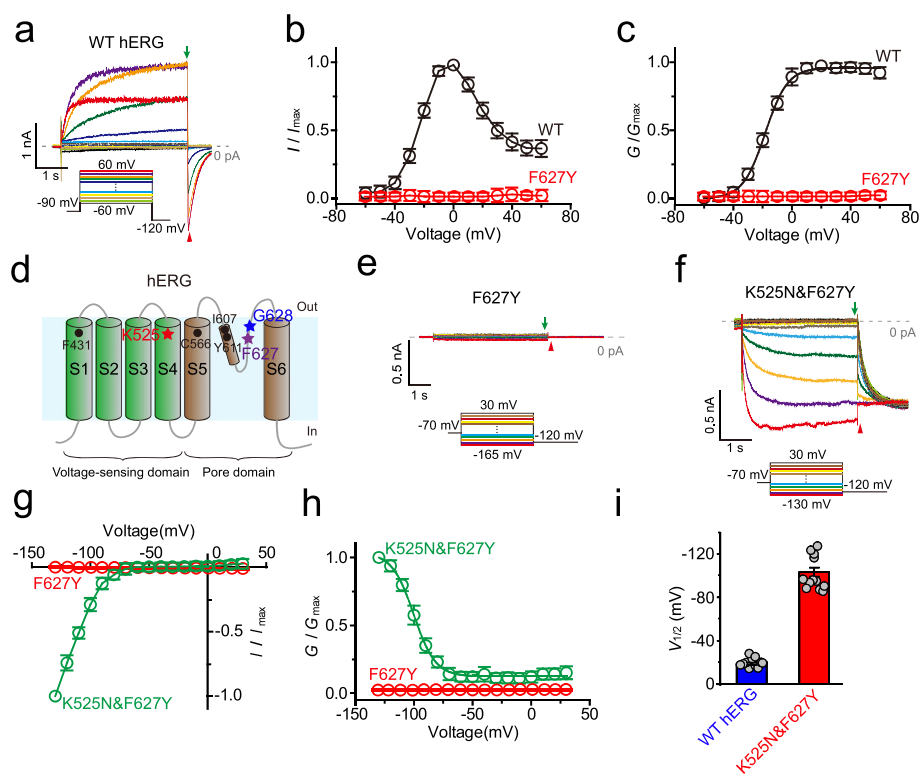 a
WT hERG
1 nA
1 s
0 pA
60 mV
-90 mV
-60 mV
-120 mV
b
I / Imax
1.0
0.5
0.0
WT
F627Y
-80
-40
0
40
80
Voltage (mV)
c
G / Gmax
1.0
0.5
0.0
WT
F627Y
-80
-40
0
40
80
Voltage (mV)
d
hERG
Out
G628
I607
K525
F431
C566
Y611
F627
S1
S2
S3
S4
S5
S6
In
Voltage-sensing domain
Pore domain
e
F627Y
0 pA
0.5 nA
1 s
30 mV
-70 mV
-120 mV
-165 mV
f
K525N&F627Y
0 pA
0.5 nA
1 s
30 mV
-70 mV
-120 mV
-130 mV
g
Voltage(mV)
-150
-100
-50
0
50
F627Y
-0.5
I / Imax
-1.0
K525N&F627Y
h
G / Gmax
1.0
0.5
0.0
K525N&F627Y
F627Y
-150
-100
-50
0
50
Voltage(mV)
i
V1/2 (mV)
-120
-80
-40
0
WT hERG
K525N&F627Y